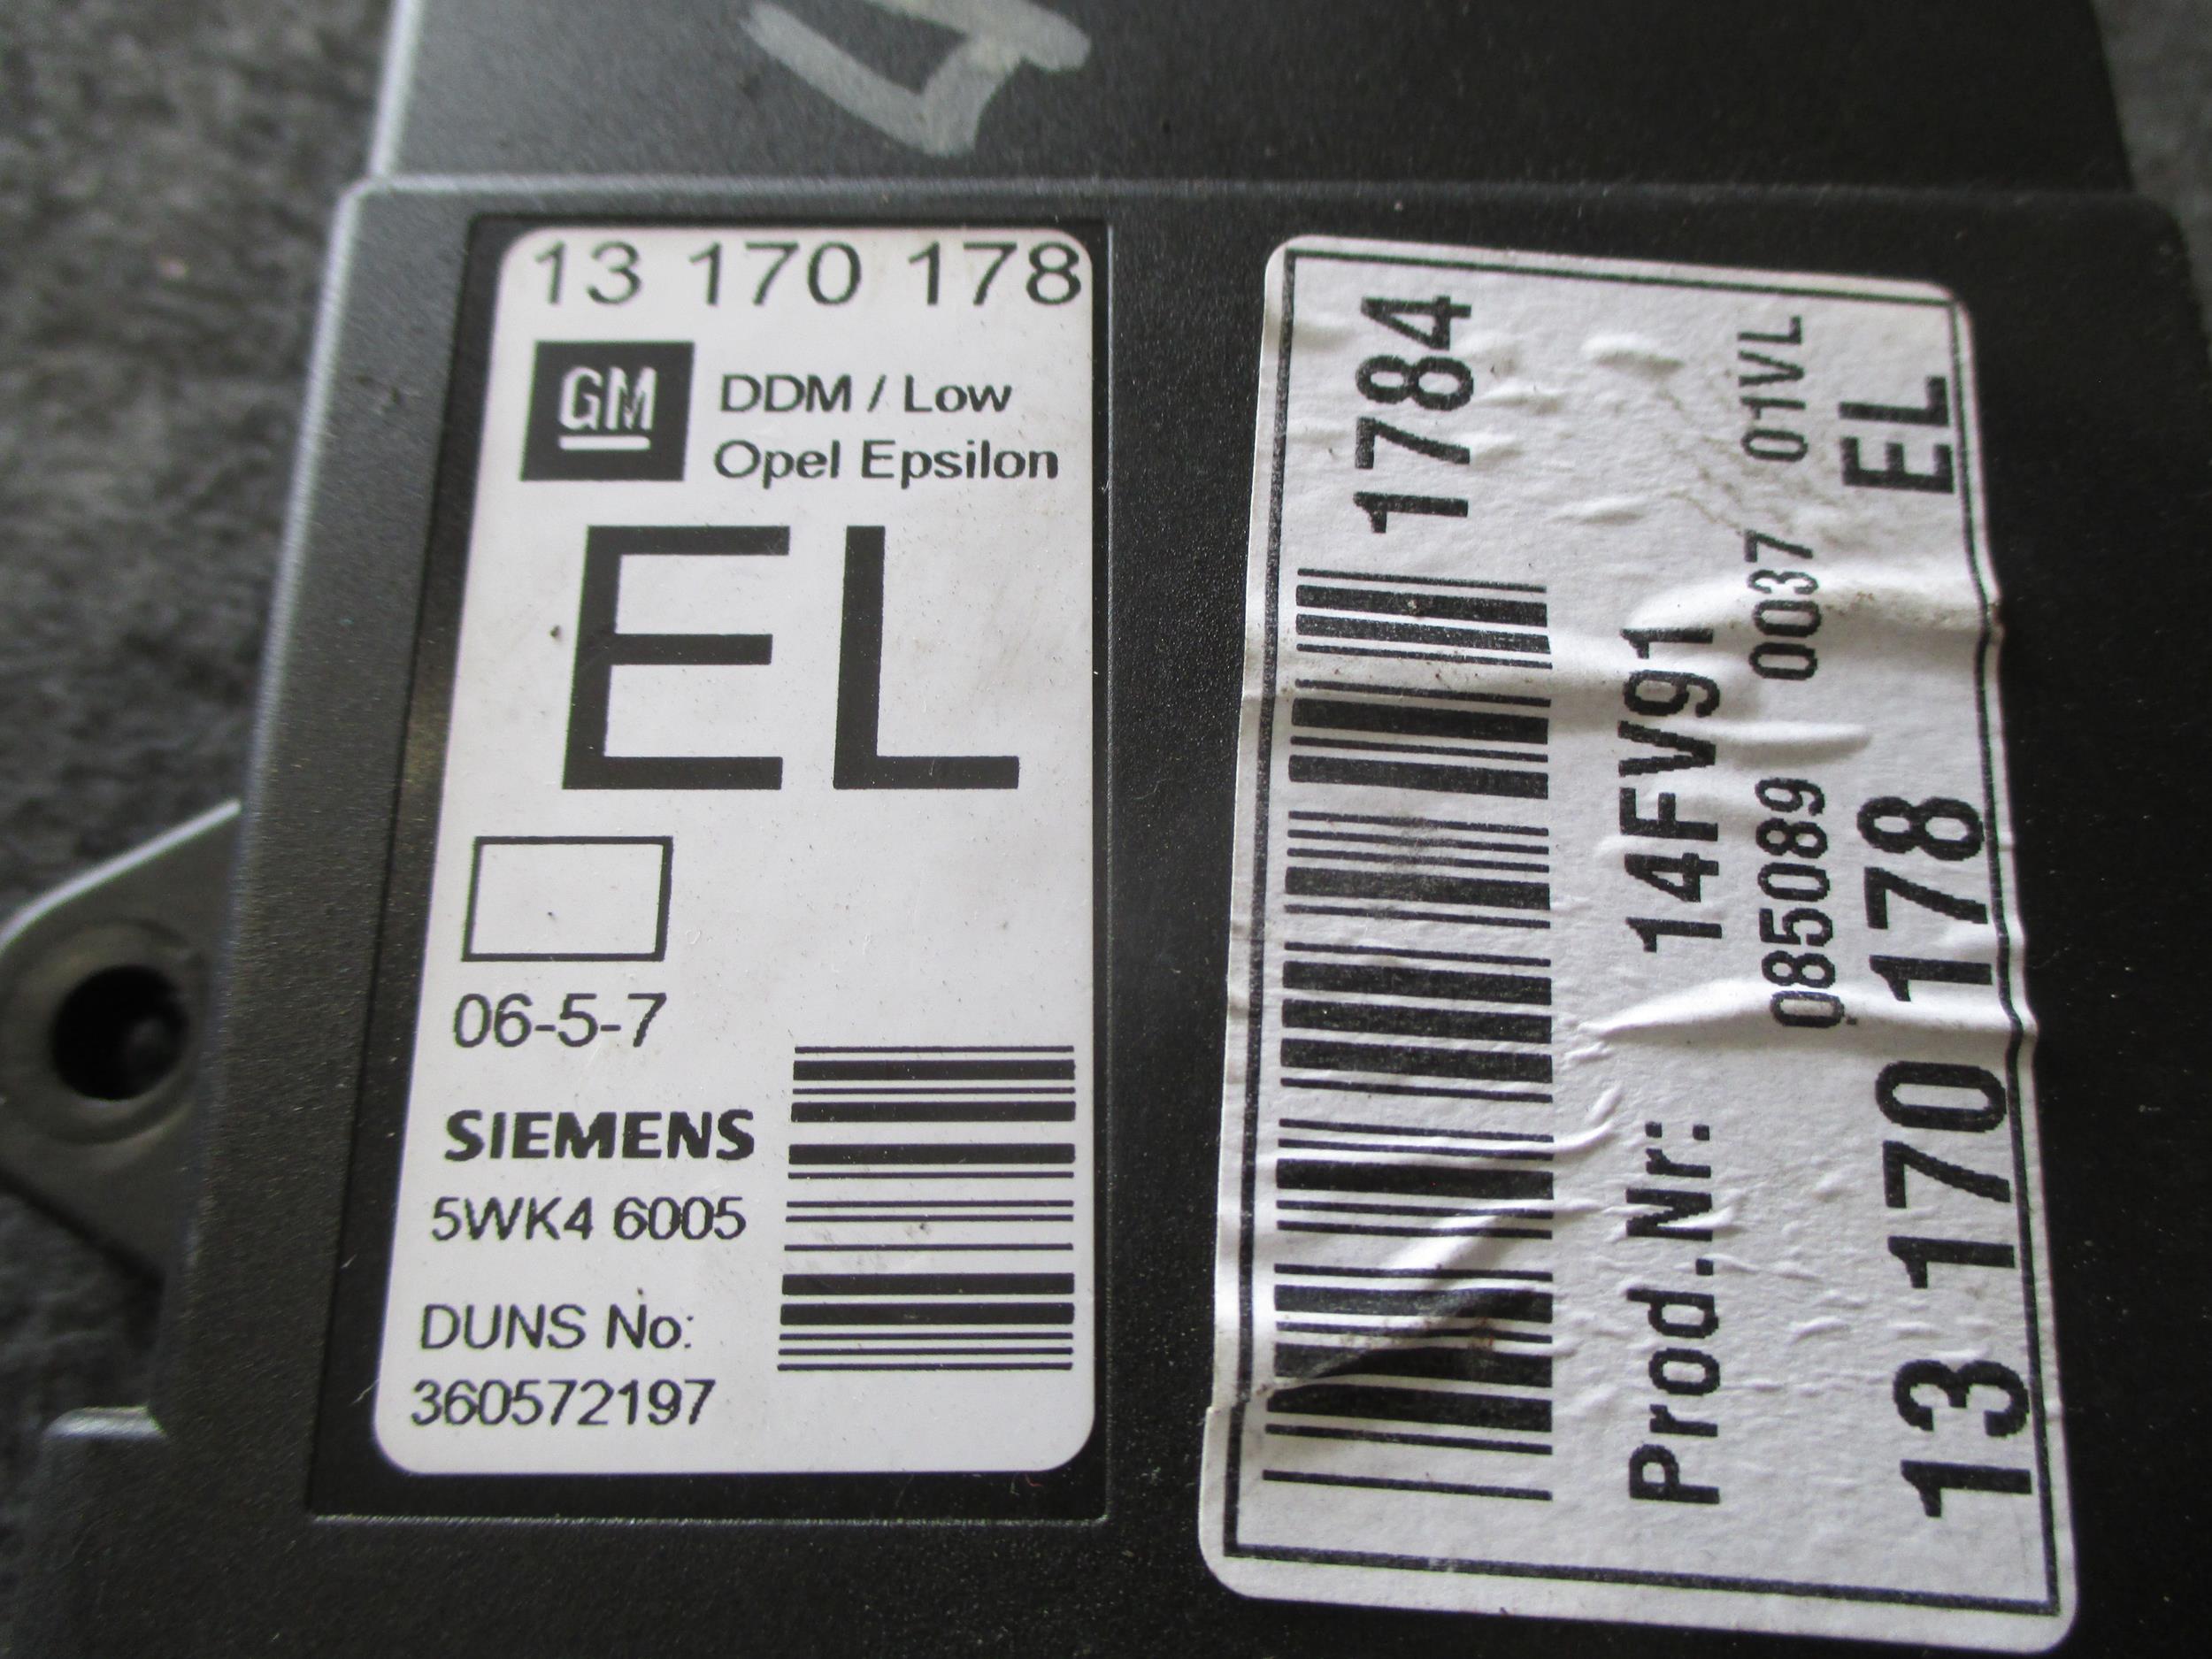 13 170 178
GM
DDM / Low
Opel Epsilon
EL
06-5-7
SIEMENS
5WK4 6005
DUNS No:
360572197
1784
Prod.Nr: 14FV91
085089 0037 01VL
13 170 178 EL